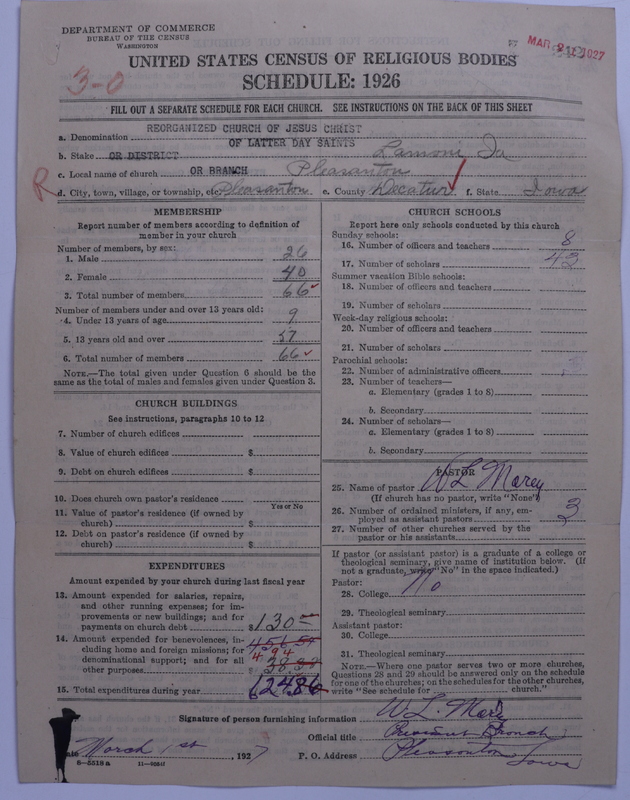 DEPARTMENT OF COMMERCE
BUREAU OF THE CENSUS
WASHINGTON
MAR 2 1927
UNITED STATES CENSUS OF RELIGIOUS BODIES
SCHEDULE: 1926
3-0
FILL OUT A SEPARATE SCHEDULE FOR EACH CHURCH. SEE INSTRUCTIONS ON THE BACK OF THIS SHEET
REORGANIZED CHURCH OF JESUS CHRIST
a. Denomination OF LATTER DAY SAINTS
b. Stake OR DISTRICT Lamoni Ia
c. Local name of church OR BRANCH Pleasanton
R d. City, town, village, or township, etc. Pleasanton e. County Decatur f. State Iowa
MEMBERSHIP
Report number of members according to definition of
member in your church
Number of members, by sex:
1. Male 26
2. Female 40
3. Total number of members 66
Number of members under and over 13 years old:
4. Under 13 years of age 9
5. 13 years old and over 57
6. Total number of members 66
NOTE.—The total given under Question 6 should be
same as the total of males and females given under Question 3.
CHURCH BUILDINGS
See instructions, paragraphs 10 to 12
7. Number of church edifices
8. Value of church edifices $
9. Debt on church edifices $
10. Does church own pastor's residence
Yes or No
11. Value of pastor's residence (if owned by
church) $
12. Debt on pastor's residence (if owned by
church) $
EXPENDITURES
Amount expended by your church during last fiscal year
13. Amount expended for salaries, repairs,
and other running expenses; for im-
provements or new buildings; and for
payments on church debt $130
14. Amount expended for benevolences, in-
cluding home and foreign missions; for
denominational support; and for all
other purposes 494
15. Total expenditures during year $
CHURCH SCHOOLS
Report here only schools conducted by this church
Sunday schools:
16. Number of officers and teachers 8
17. Number of scholars 43
Summer vacation Bible schools:
18. Number of officers and teachers
19. Number of scholars
Week-day religious schools:
20. Number of officers and teachers
21. Number of scholars
Parochial schools:
22. Number of administrative officers
23. Number of teachers—
a. Elementary (grades 1 to 8)
b. Secondary
24. Number of scholars—
a. Elementary (grades 1 to 8)
b. Secondary
PASTOR
25. Name of pastor W L Marey
(If church has no pastor, write "None")
26. Number of ordained ministers, if any, em-
ployed as assistant pastors 3
27. Number of other churches served by the
pastor or his assistants
If pastor (or assistant pastor) is a graduate of a college or
theological seminary, give name of institution below. (If
not a graduate, write "No" in the space indicated.)
Pastor:
28. College No
29. Theological seminary
Assistant pastor:
30. College
31. Theological seminary
NOTE.—Where one pastor serves two or more churches,
Questions 28 and 29 should be answered only on the schedule
for one of the churches; on the schedules for the other churches,
write "See schedule for church."
Signature of person furnishing information W L. Marey
Official title President Branch
March 1st 1927 P. O. Address Pleasanton Iowa
8-5518a